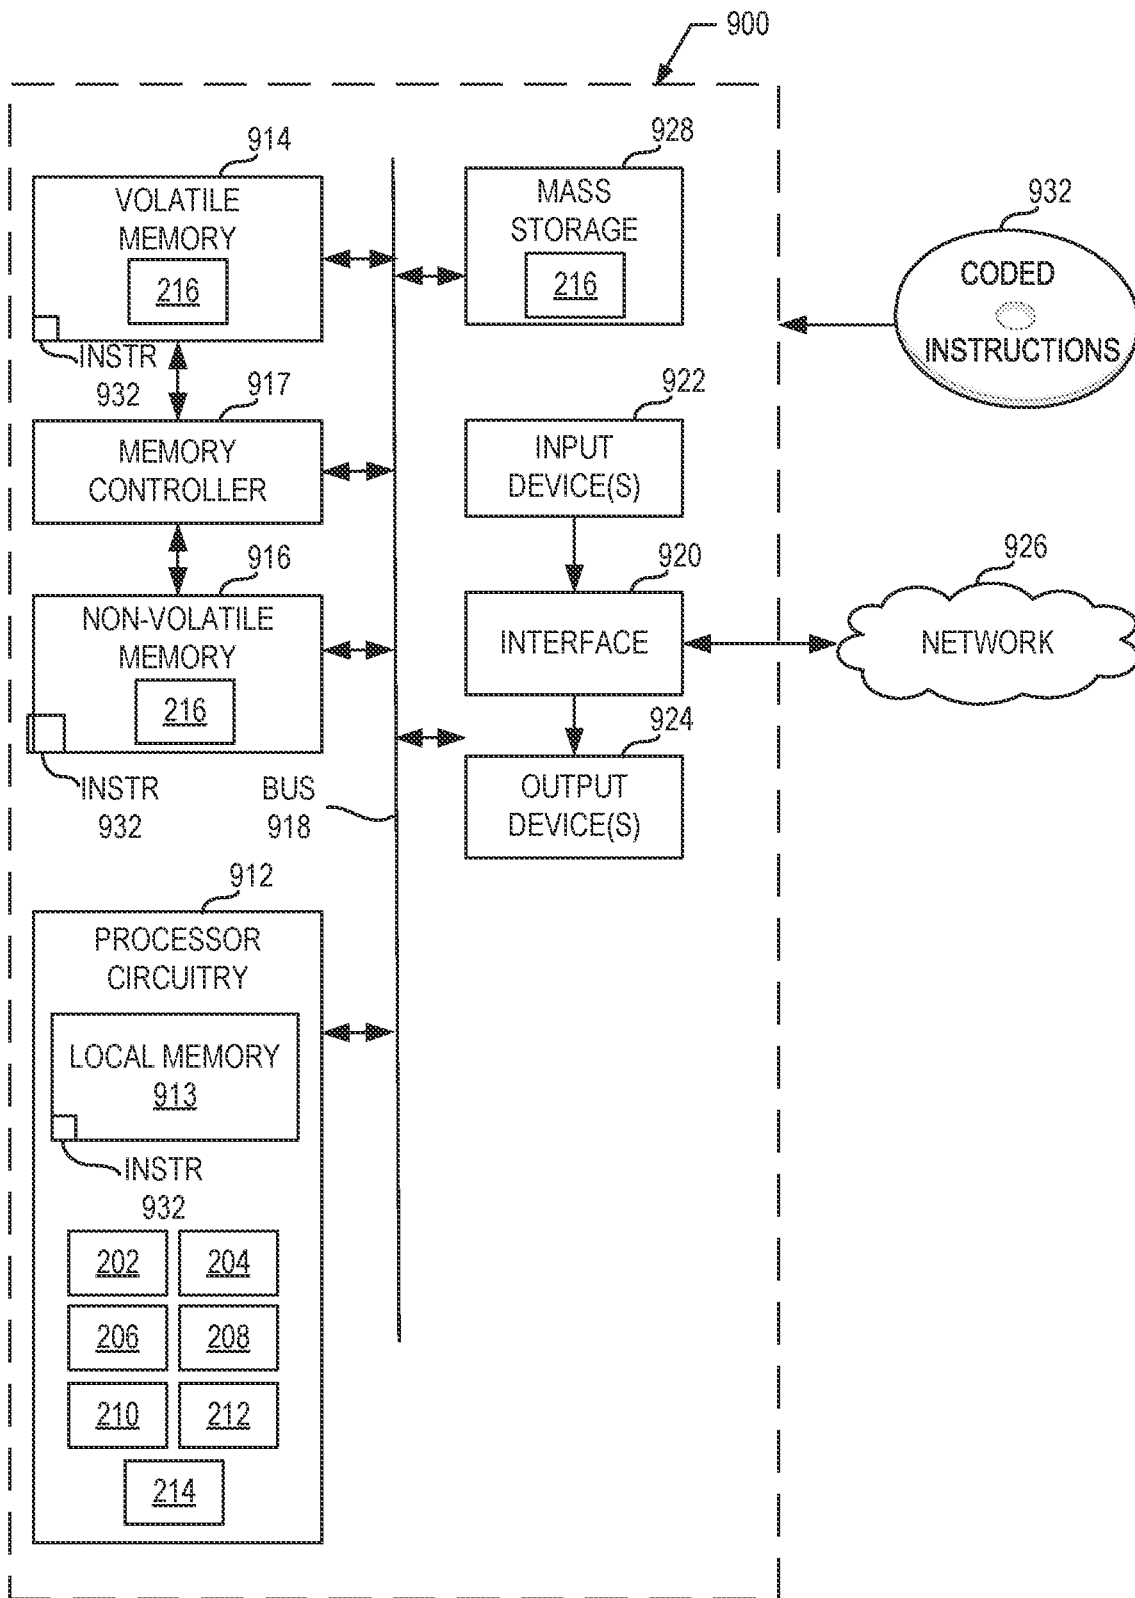 900
914
VOLATILE
MEMORY
216
INSTR
932
917
MEMORY
CONTROLLER
916
NON-VOLATILE
MEMORY
216
INSTR
932
BUS
918
912
PROCESSOR
CIRCUITRY
LOCAL MEMORY
913
INSTR
932
202
204
206
208
210
212
214
928
MASS
STORAGE
216
922
INPUT
DEVICE(S)
920
INTERFACE
924
OUTPUT
DEVICE(S)
932
CODED
INSTRUCTIONS
926
NETWORK